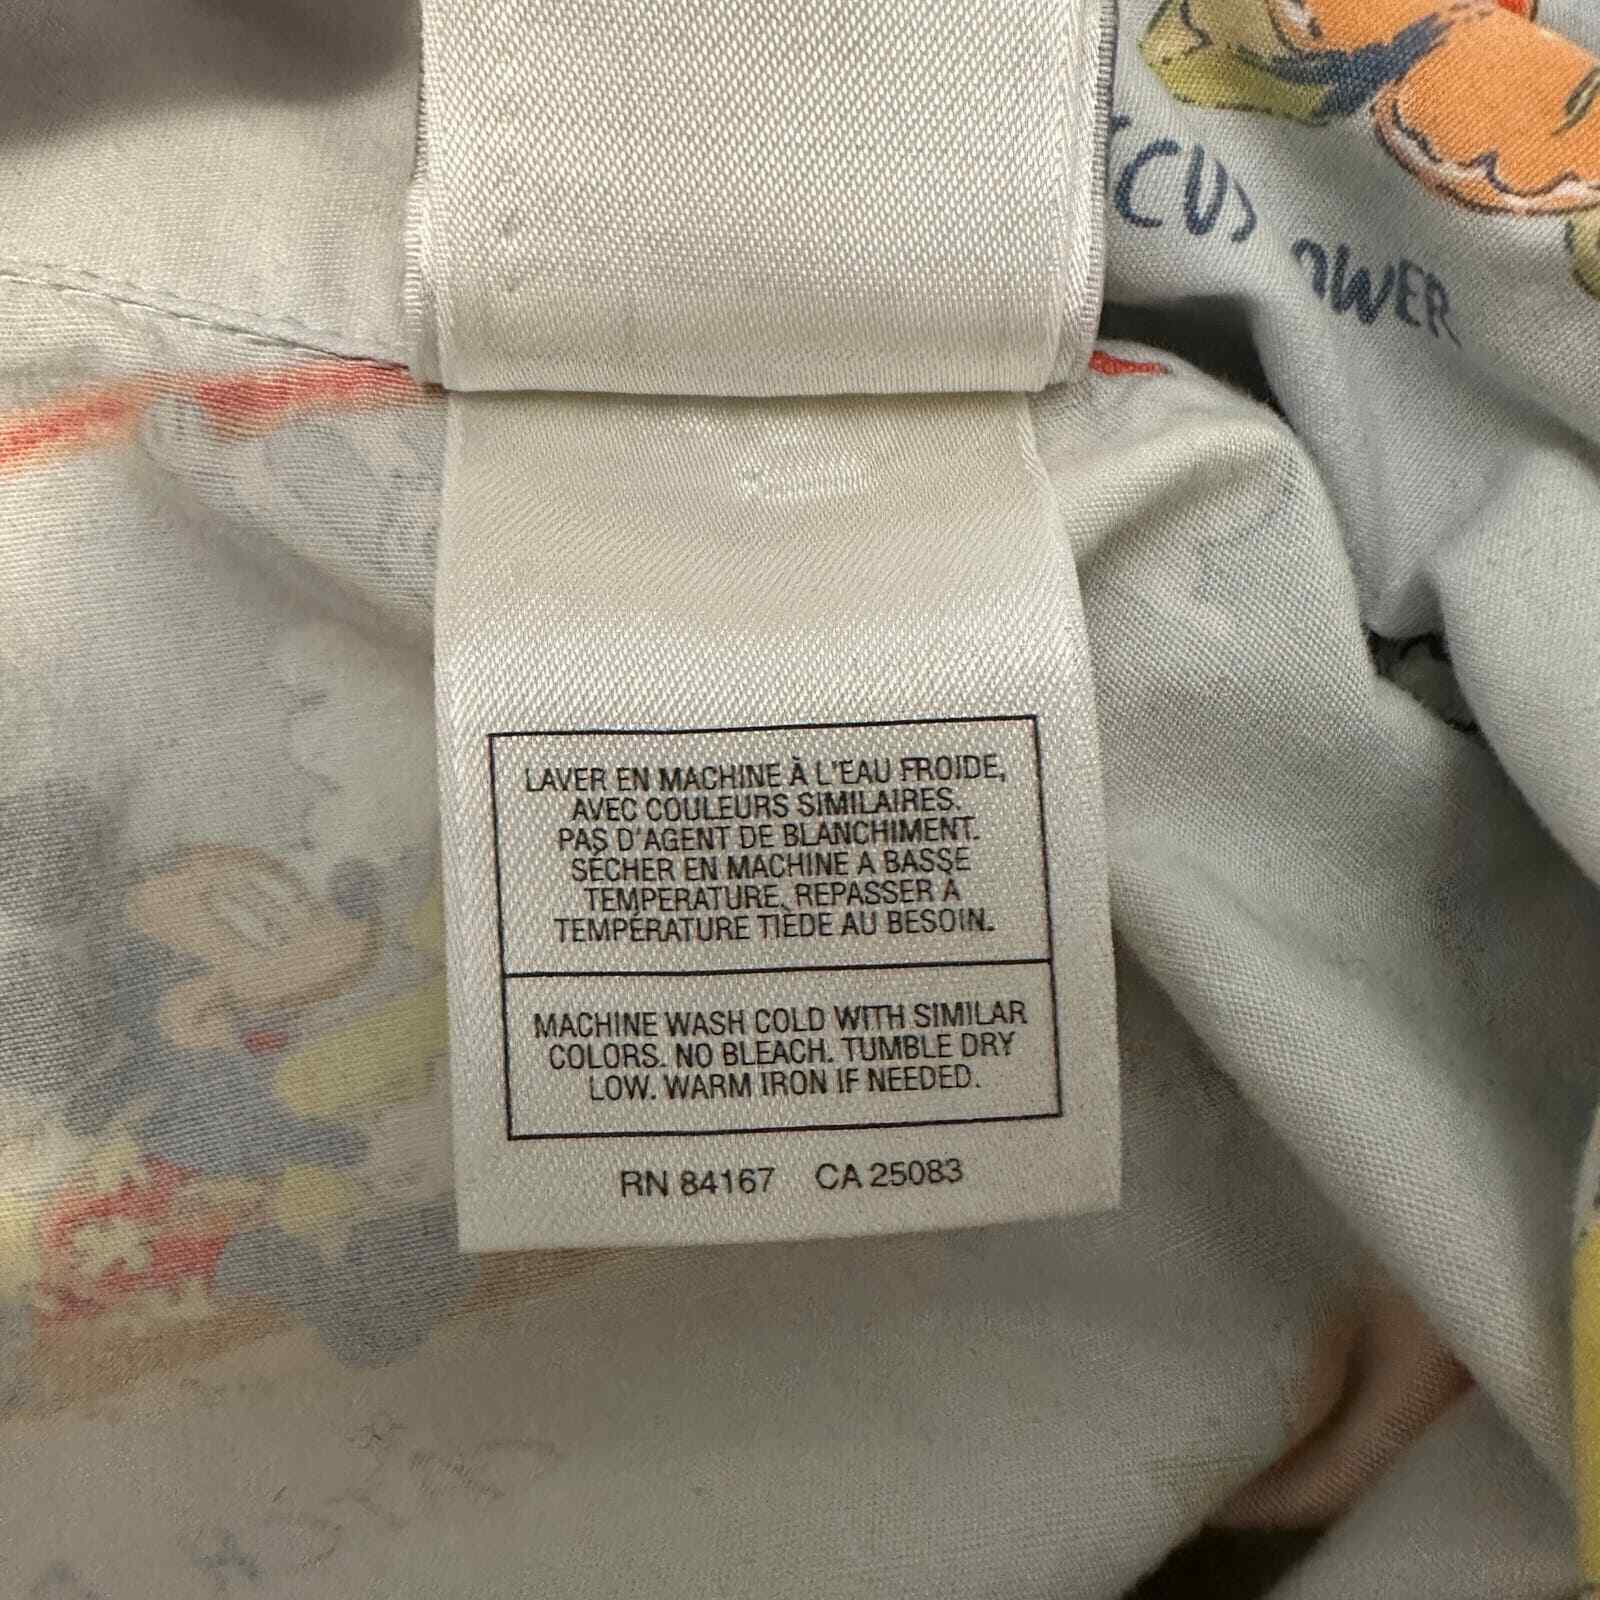 OWER
LAVER EN MACHINE À L'EAU FROIDE,
AVEC COULEURS SIMILAIRES.
PAS D'AGENT DE BLANCHIMENT.
SÉCHER EN MACHINE A BASSE
TEMPERATURE, REPASSER À
TEMPÉRATURE TIÈDE AU BESOIN.
MACHINE WASH COLD WITH SIMILAR
COLORS. NO BLEACH. TUMBLE DRY
LOW. WARM IRON IF NEEDED.
RN 84167 CA 25083